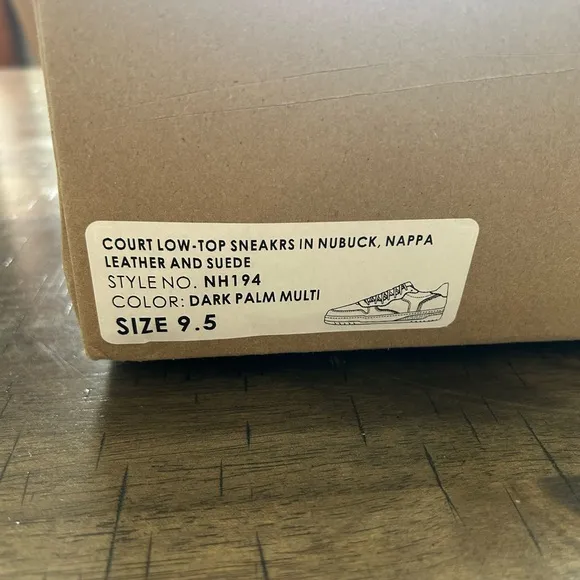 COURT LOW-TOP SNEAKRS IN NUBUCK, NAPPA
LEATHER AND SUEDE
STYLE NO. NH194
COLOR: DARK PALM MULTI
SIZE 9.5